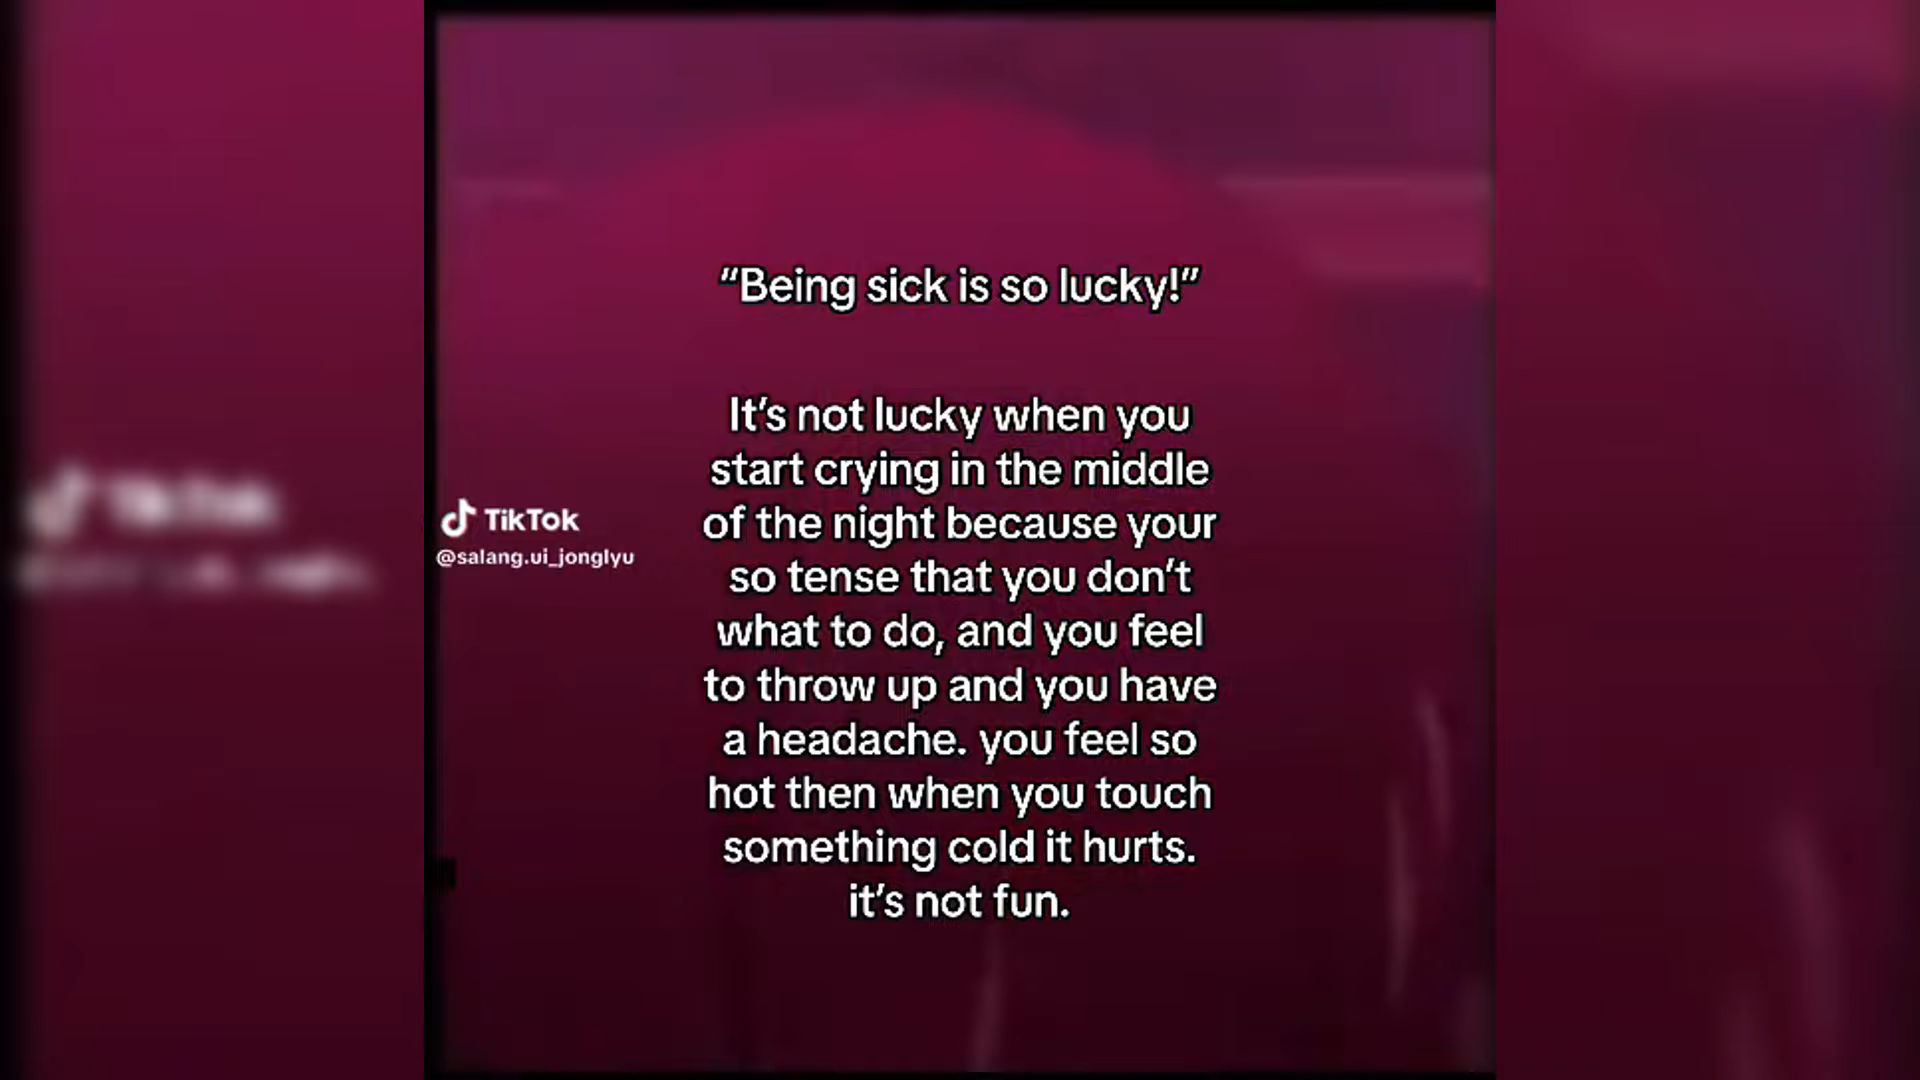 “Being sick is so lucky!”
It’s not lucky when you
start crying in the middle
of the night because your
so tense that you don’t
what to do, and you feel
to throw up and you have
a headache. you feel so
hot then when you touch
something cold it hurts.
it’s not fun.
TikTok
@salang.ui_jonglyu